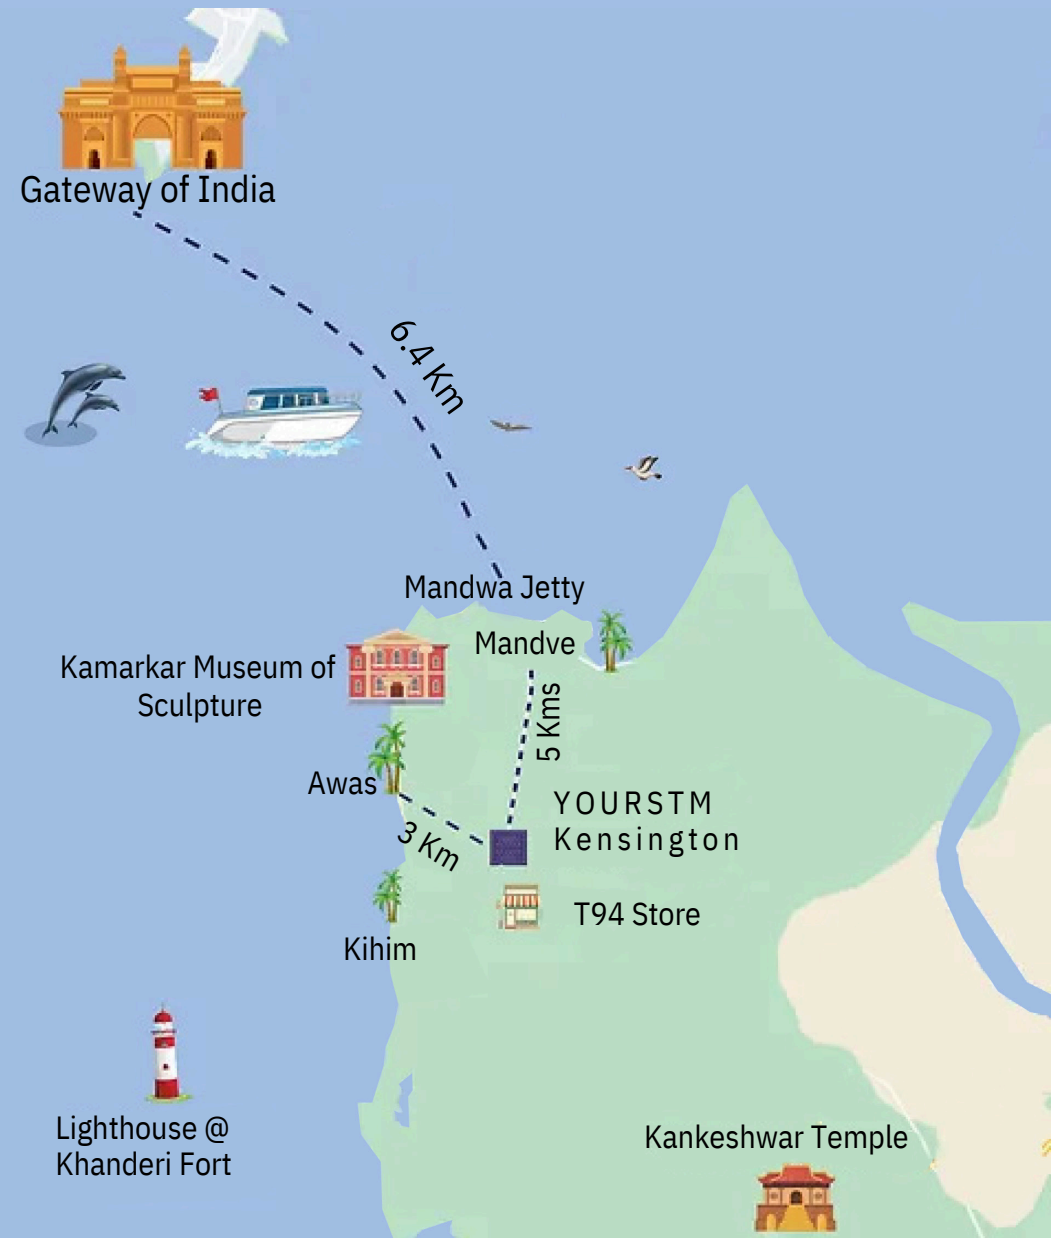 Gateway of India
6.4 Km
Mandwa Jetty
Mandve
Kamarkar Museum of
Sculpture
5 Kms
Awas
3 Km
YOURSTM
Kensington
T94 Store
Kihim
Lighthouse @
Khanderi Fort
Kankeshwar Temple